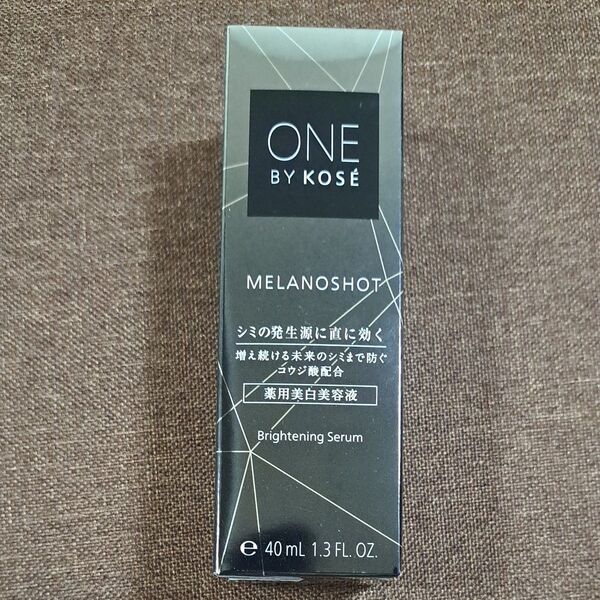 ONE
BY KOSÉ
MELANOSHOT
シミの発生源に直に効く
増え続ける未来のシミまで防ぐ
コウジ酸配合
薬用美白美容液
Brightening Serum
e 40 mL 1.3 FL. OZ.